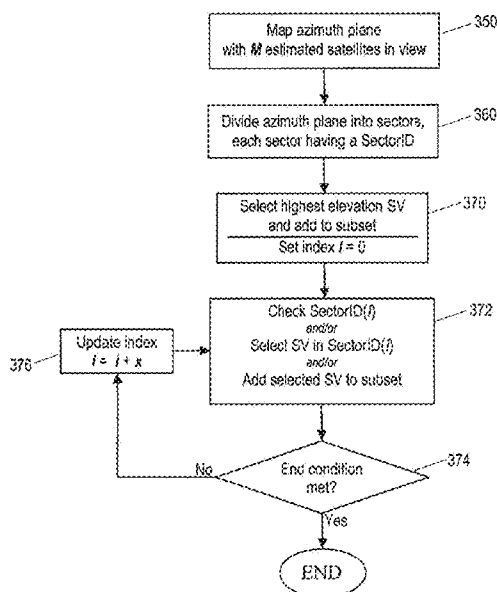 Map azimuth plane
with M estimated satellites in view
350
Divide azimuth plane into sectors,
each sector having a SectorID
360
Select highest elevation SV
and add to subset
Set index i = 0
370
Check SectorID(i)
and/or
Select SV in SectorID(i)
and/or
Add selected SV to subset
372
Update index
i = i + x
376
End condition
met?
374
No
Yes
END